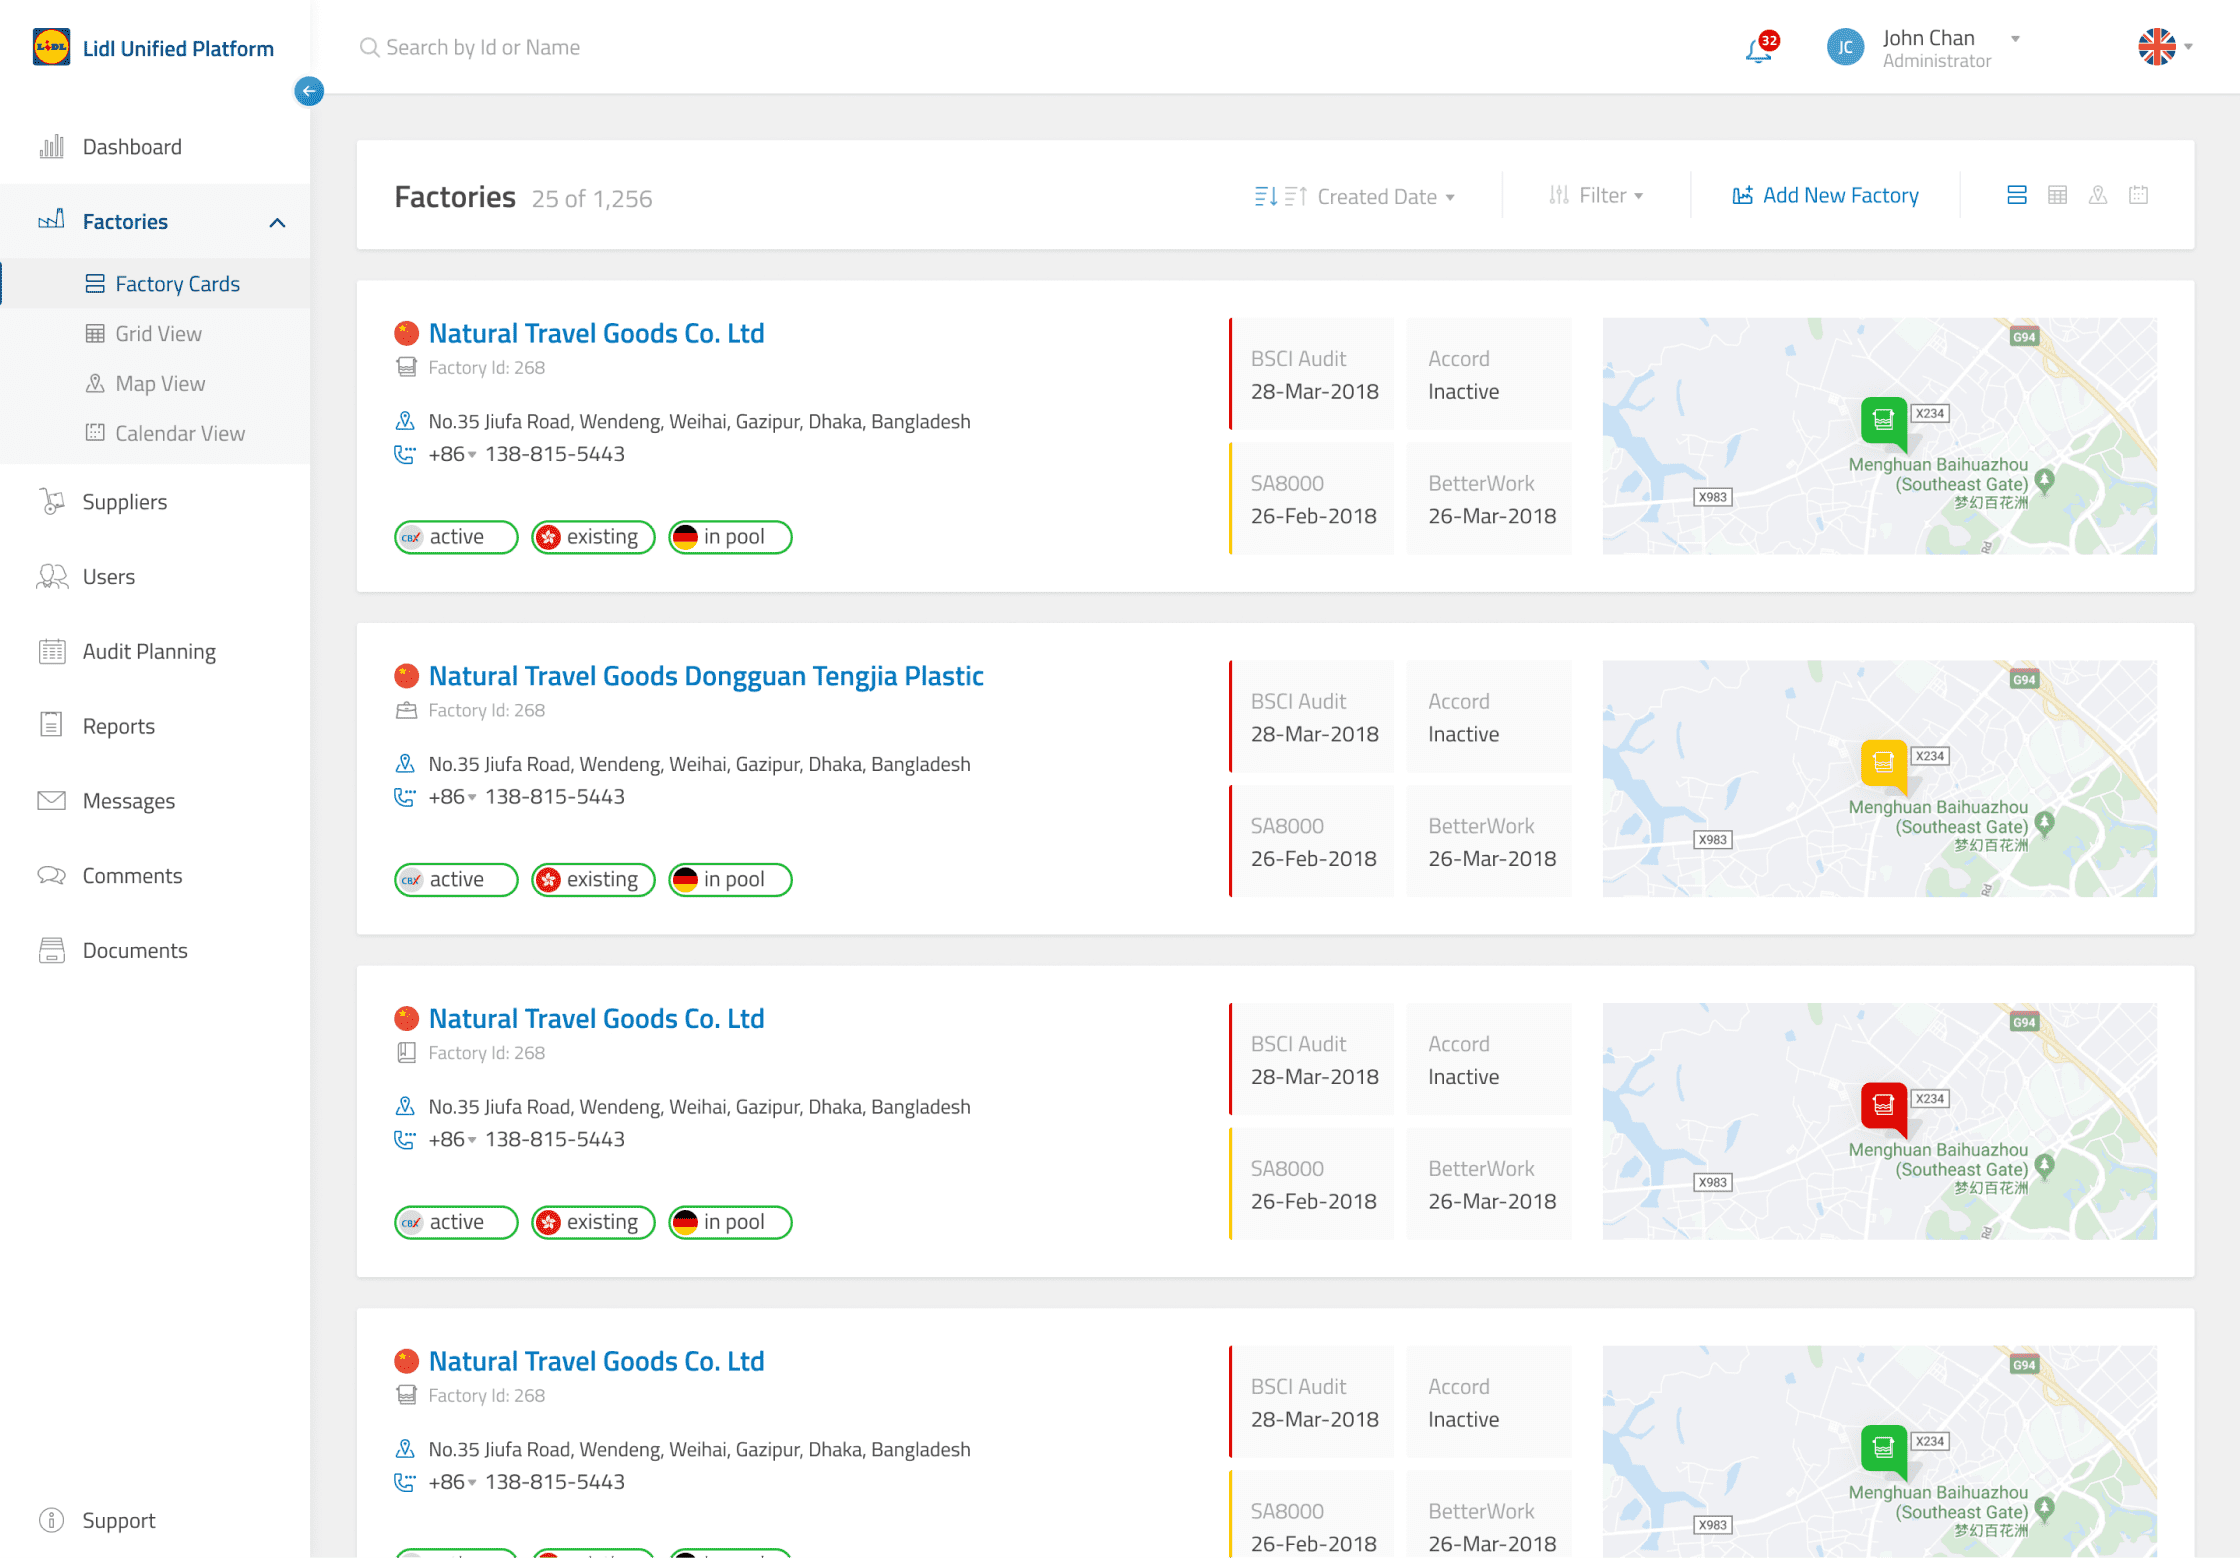 LiDL Lidl Unified Platform
Search by Id or Name
32
JC
John Chan
Administrator
Dashboard
Factories
Factory Cards
Grid View
Map View
Calendar View
Suppliers
Users
Audit Planning
Reports
Messages
Comments
Documents
Support
Factories 25 of 1,256
Created Date
Filter
Add New Factory
Natural Travel Goods Co. Ltd
Factory Id: 268
No.35 Jiufa Road, Wendeng, Weihai, Gazipur, Dhaka, Bangladesh
+86 138-815-5443
CBX active
existing
in pool
BSCI Audit
28-Mar-2018
Accord
Inactive
SA8000
26-Feb-2018
BetterWork
26-Mar-2018
G94
X234
Menghuan Baihuazhou
(Southeast Gate)
梦幻百花洲
X983
Rd
Natural Travel Goods Dongguan Tengjia Plastic
Factory Id: 268
No.35 Jiufa Road, Wendeng, Weihai, Gazipur, Dhaka, Bangladesh
+86 138-815-5443
CBX active
existing
in pool
BSCI Audit
28-Mar-2018
Accord
Inactive
SA8000
26-Feb-2018
BetterWork
26-Mar-2018
G94
X234
Menghuan Baihuazhou
(Southeast Gate)
梦幻百花洲
X983
Rd
Natural Travel Goods Co. Ltd
Factory Id: 268
No.35 Jiufa Road, Wendeng, Weihai, Gazipur, Dhaka, Bangladesh
+86 138-815-5443
CBX active
existing
in pool
BSCI Audit
28-Mar-2018
Accord
Inactive
SA8000
26-Feb-2018
BetterWork
26-Mar-2018
G94
X234
Menghuan Baihuazhou
(Southeast Gate)
梦幻百花洲
X983
Rd
Natural Travel Goods Co. Ltd
Factory Id: 268
No.35 Jiufa Road, Wendeng, Weihai, Gazipur, Dhaka, Bangladesh
+86 138-815-5443
BSCI Audit
28-Mar-2018
Accord
Inactive
SA8000
26-Feb-2018
BetterWork
26-Mar-2018
G94
X234
Menghuan Baihuazhou
(Southeast Gate)
梦幻百花洲
X983